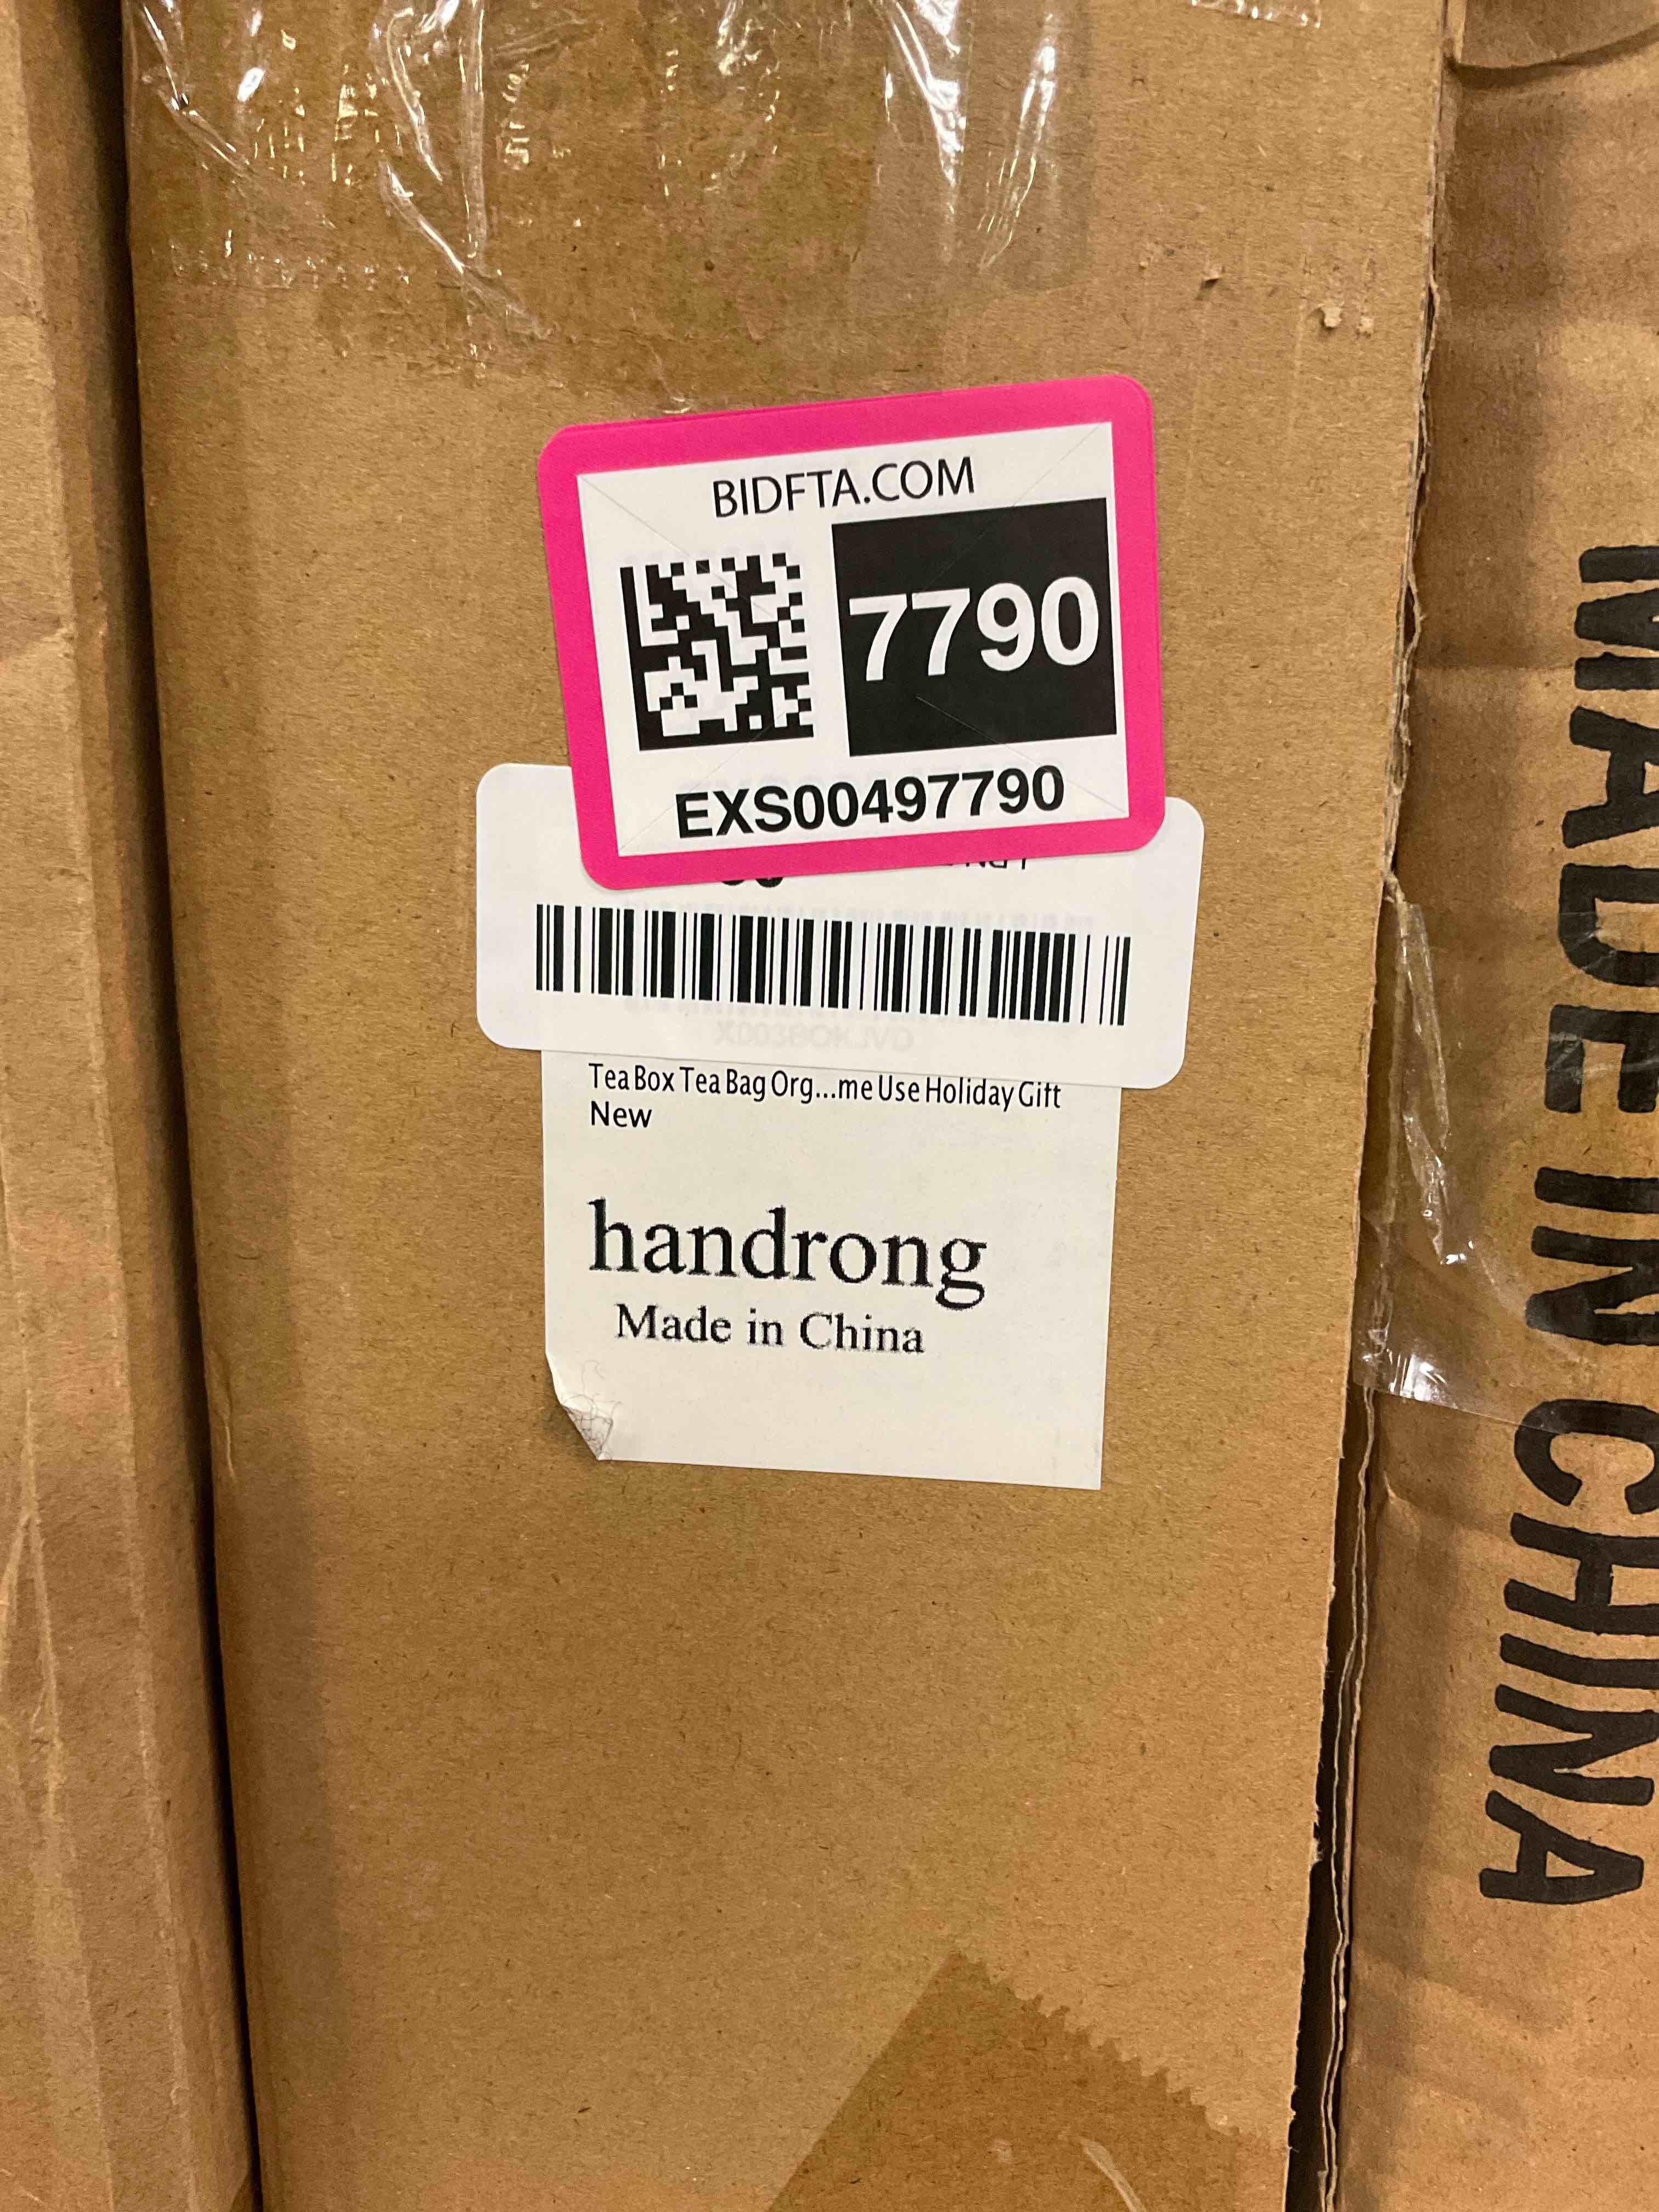 BIDFTA.COM
7790
EXS00497790
Tea Box Tea Bag Org...me Use Holiday Gift
New
handrong
Made in China
MADE IN CHINA